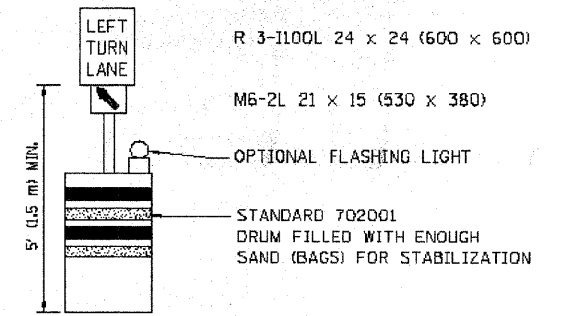 LEFT
TURN
LANE
R 3-I100L 24 x 24 (600 x 600)
M6-2L 21 x 15 (530 x 380)
OPTIONAL FLASHING LIGHT
5' (1.5 m) MIN.
STANDARD 702001
DRUM FILLED WITH ENOUGH
SAND (BAGS) FOR STABILIZATION